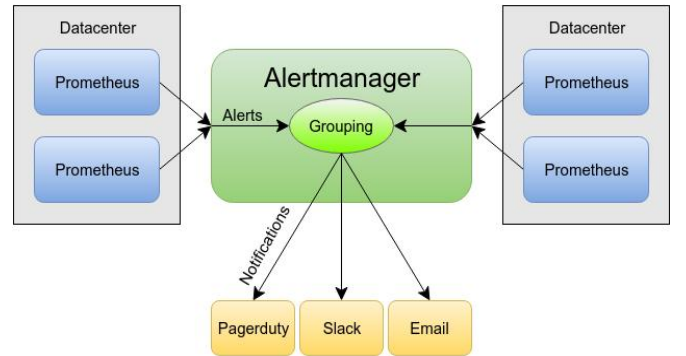 Datacenter
Prometheus
Prometheus
Alertmanager
Alerts
Grouping
Datacenter
Prometheus
Prometheus
Notifications
Pagerduty
Slack
Email